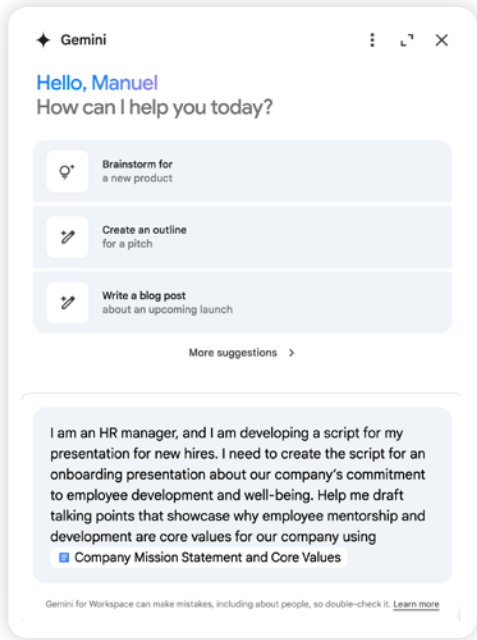 Gemini
Hello, Manuel
How can I help you today?
Brainstorm for
a new product
Create an outline
for a pitch
Write a blog post
about an upcoming launch
More suggestions
I am an HR manager, and I am developing a script for my
presentation for new hires. I need to create the script for an
onboarding presentation about our company's commitment
to employee development and well-being. Help me draft
talking points that showcase why employee mentorship and
development are core values for our company using
Company Mission Statement and Core Values
Gemini for Workspace can make mistakes, including about people, so double-check it. Learn more